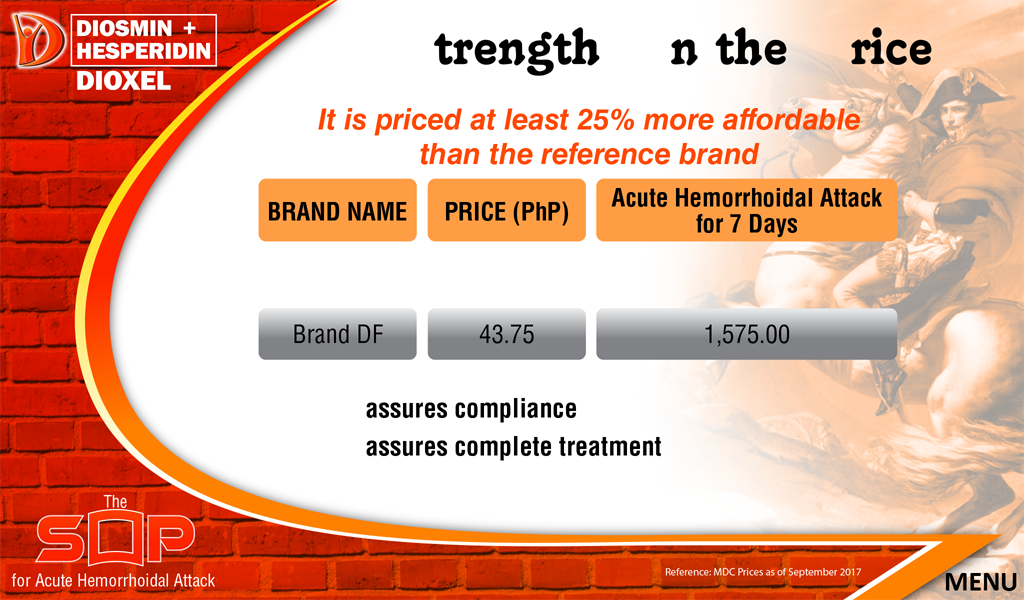 DIOSMIN +
HESPERIDIN
DIOXEL
trength n the rice
It is priced at least 25% more affordable
than the reference brand
BRAND NAME PRICE (PhP) Acute Hemorrhoidal Attack
for 7 Days
Brand DF 43.75 1,575.00
assures compliance
assures complete treatment
The
SOP
for Acute Hemorrhoidal Attack
Reference: MDC Prices as of September 2017
MENU